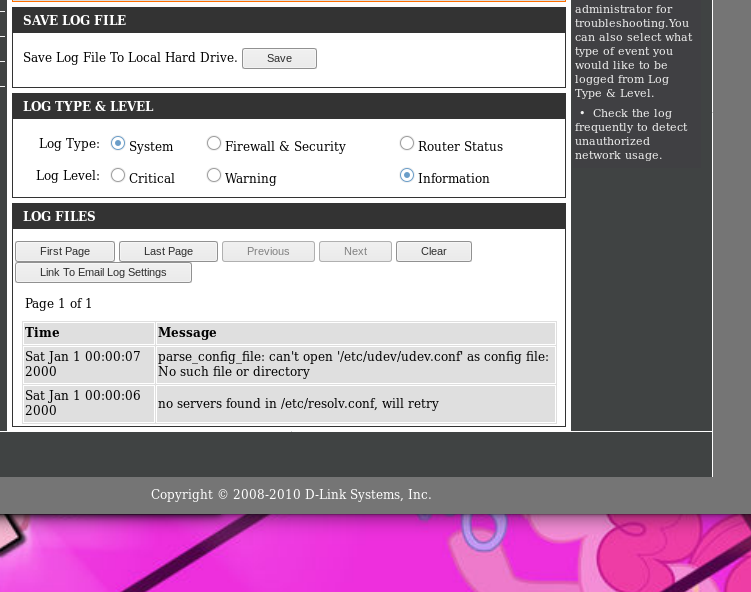 administrator for
troubleshooting.You
can also select what
type of event you
would like to be
logged from Log
Type & Level.
• Check the log
frequently to detect
unauthorized
network usage.
SAVE LOG FILE
Save Log File To Local Hard Drive. Save
LOG TYPE & LEVEL
Log Type: System Firewall & Security Router Status
Log Level: Critical Warning Information
LOG FILES
First Page Last Page Previous Next Clear
Link To Email Log Settings
Page 1 of 1
Time Message
Sat Jan 1 00:00:07 2000 parse_config_file: can't open '/etc/udev/udev.conf' as config file: No such file or directory
Sat Jan 1 00:00:06 2000 no servers found in /etc/resolv.conf, will retry
Copyright © 2008-2010 D-Link Systems, Inc.